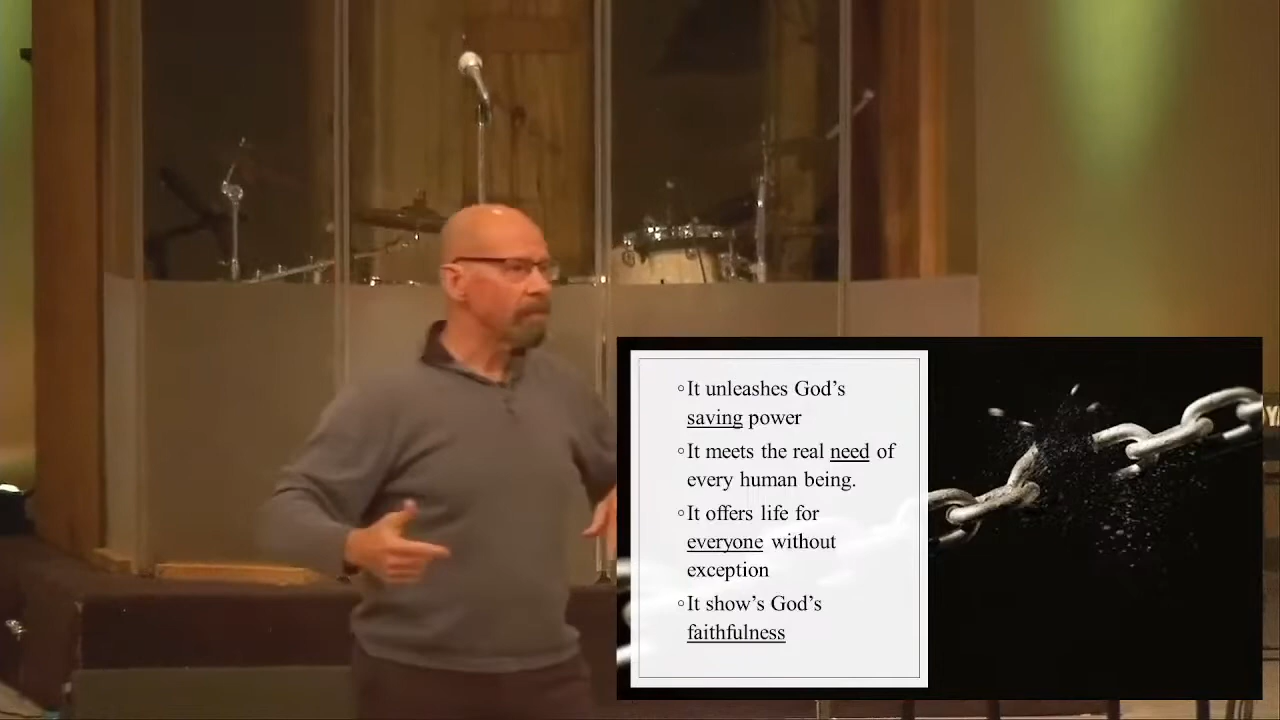 ◦It unleashes God’s
saving power
◦It meets the real need of
every human being.
◦It offers life for
everyone without
exception
◦It show’s God’s
faithfulness